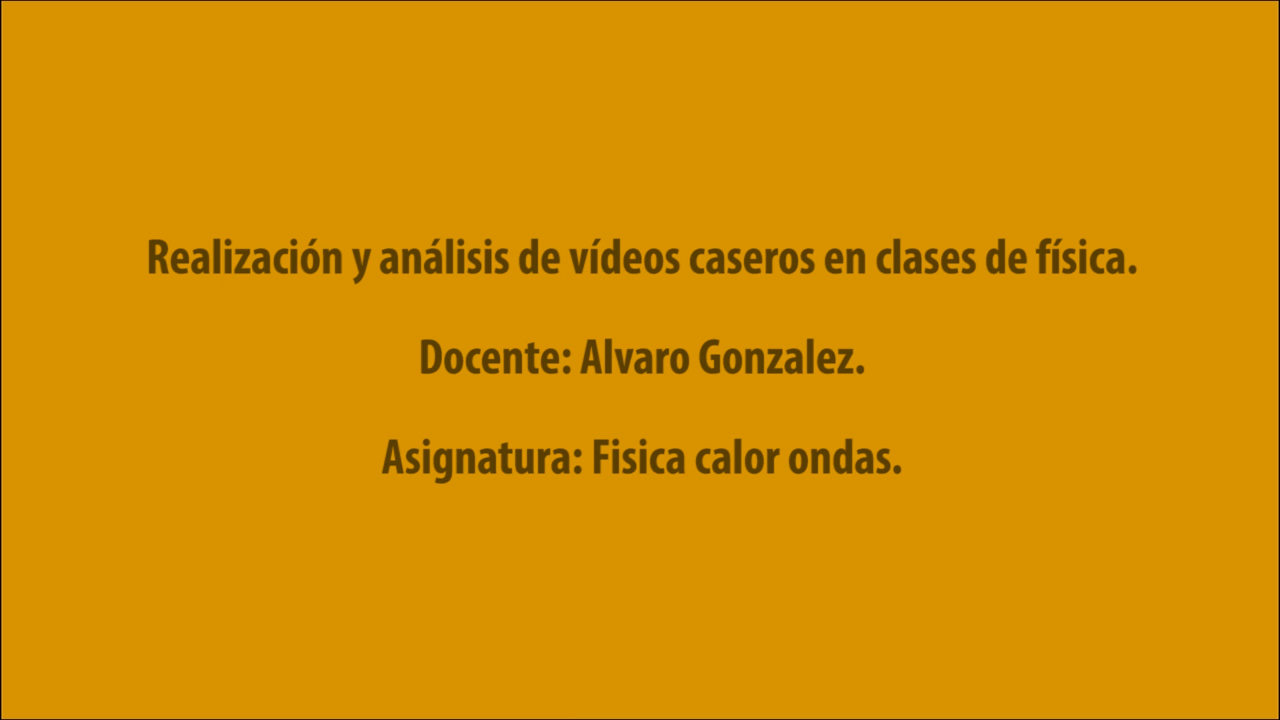 Realización y análisis de vídeos caseros en clases de física.
Docente: Alvaro Gonzalez.
Asignatura: Fisica calor ondas.